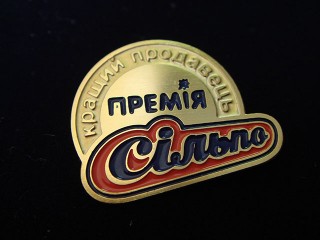 кращий продавець
ПРЕМІЯ
Сільпо